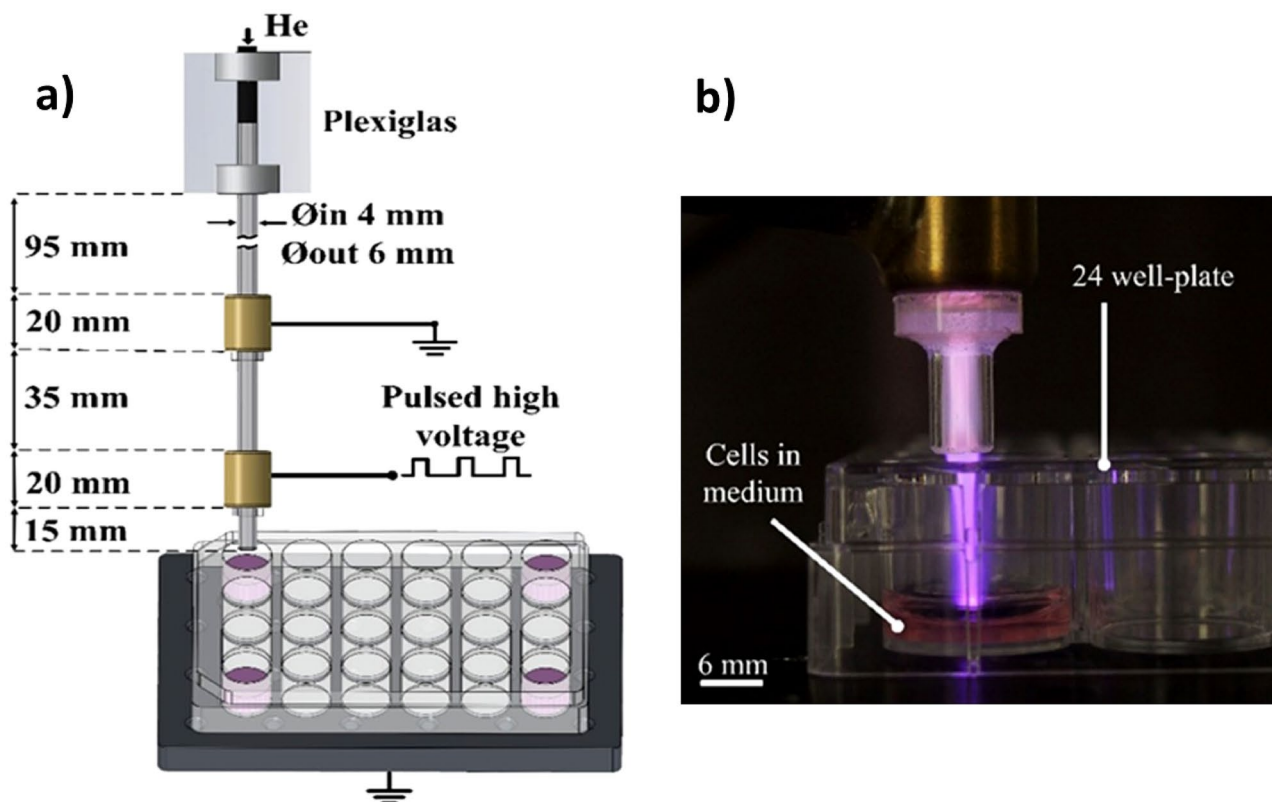 He
a)
Plexiglas
Øin 4 mm
Øout 6 mm
95 mm
20 mm
35 mm
Pulsed high
voltage
20 mm
15 mm
b)
24 well-plate
Cells in
medium
6 mm